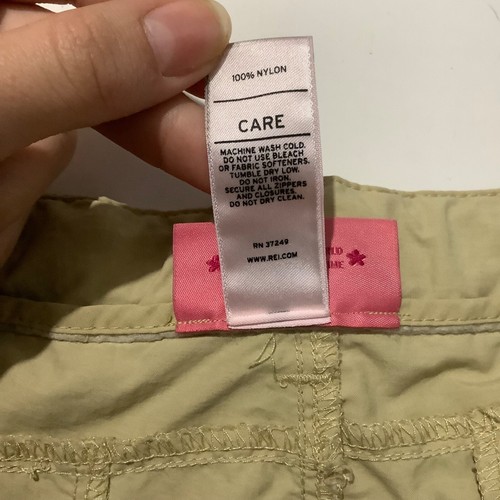 100% NYLON
CARE
MACHINE WASH COLD.
DO NOT USE BLEACH
OR FABRIC SOFTENERS.
TUMBLE DRY LOW.
DO NOT IRON.
SECURE ALL ZIPPERS
AND CLOSURES.
DO NOT DRY CLEAN.
RN 37249
WWW.REI.COM